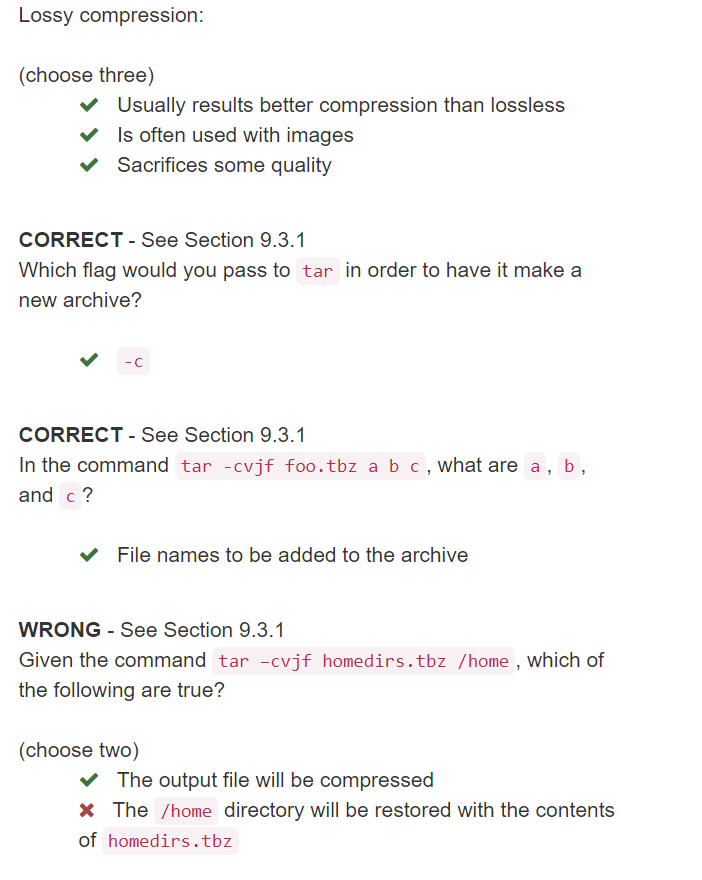 Lossy compression:
(choose three)
Usually results better compression than lossless
Is often used with images
Sacrifices some quality
CORRECT - See Section 9.3.1
Which flag would you pass to tar in order to have it make a
new archive?
-c
CORRECT - See Section 9.3.1
In the command tar -cvjf foo.tbz a b c, what are a, b,
and c?
File names to be added to the archive
WRONG - See Section 9.3.1
Given the command tar –cvjf homedirs.tbz /home, which of
the following are true?
(choose two)
The output file will be compressed
The /home directory will be restored with the contents
of homedirs.tbz